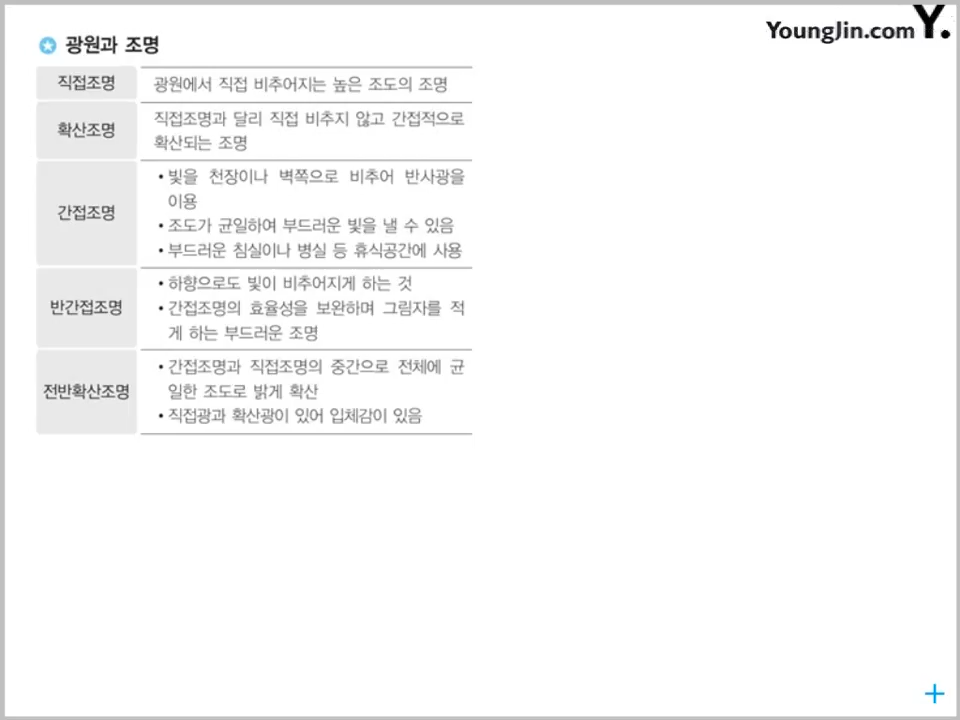 YoungJin.com Y.
광원과 조명
직접조명
광원에서 직접 비추어지는 높은 조도의 조명
확산조명
직접조명과 달리 직접 비추지 않고 간접적으로
확산되는 조명
간접조명
• 빛을 천장이나 벽쪽으로 비추어 반사광을
이용
• 조도가 균일하여 부드러운 빛을 낼 수 있음
• 부드러운 침실이나 병실 등 휴식공간에 사용
반간접조명
• 하향으로도 빛이 비추어지게 하는 것
• 간접조명의 효율성을 보완하며 그림자를 적
게 하는 부드러운 조명
전반확산조명
• 간접조명과 직접조명의 중간으로 전체에 균
일한 조도로 밝게 확산
• 직접광과 확산광이 있어 입체감이 있음